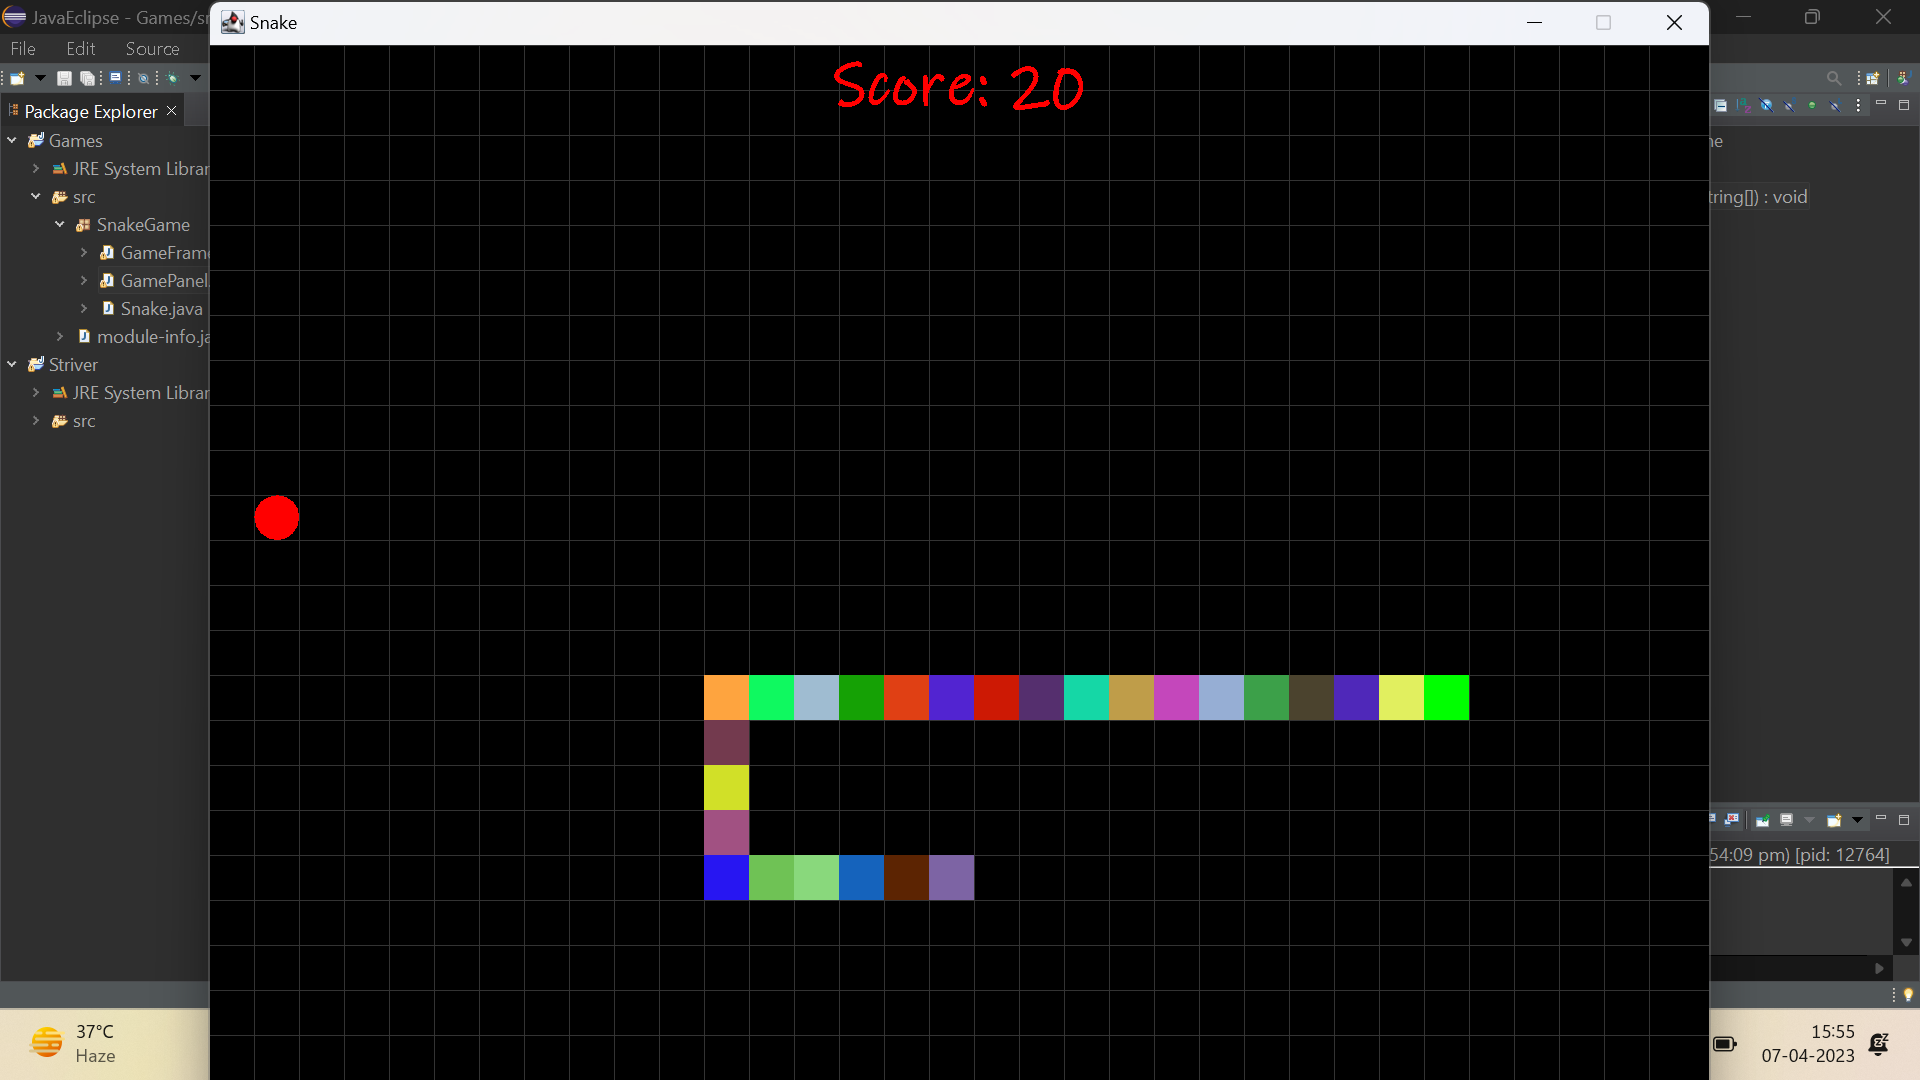 JavaEclipse - Games/sr
Snake
File Edit Source
Score: 20
Package Explorer
Games
JRE System Librar
src
SnakeGame
GameFrame
GamePanel.
Snake.java
module-info.ja
Striver
JRE System Librar
src
ne
tring[]) : void
54:09 pm) [pid: 12764]
37°C
Haze
15:55
07-04-2023